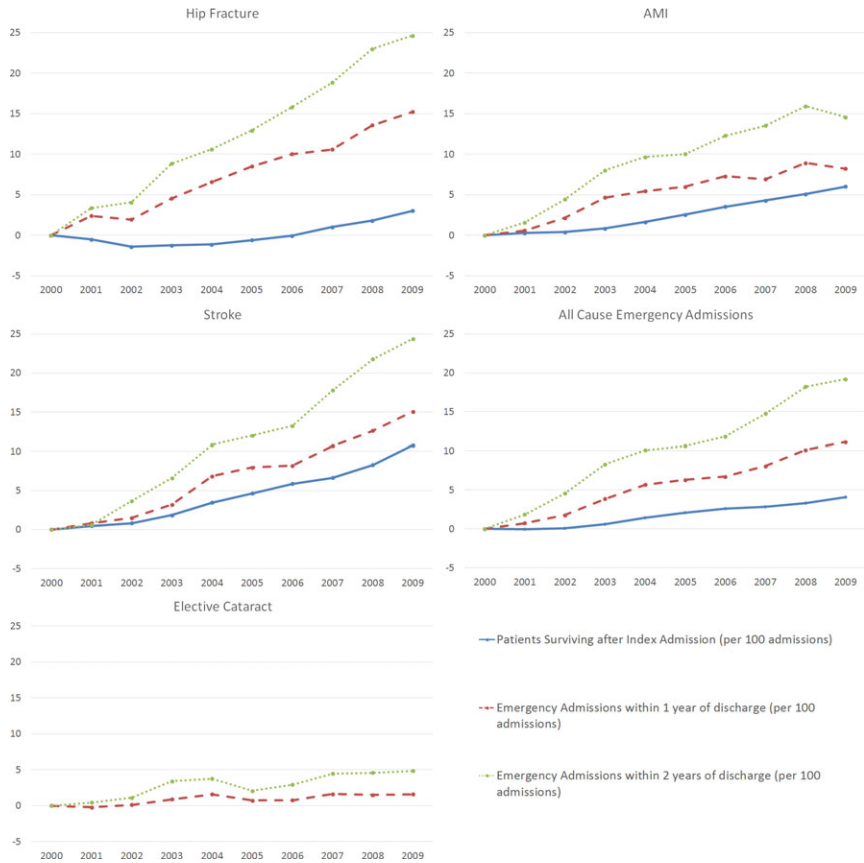 Hip Fracture
25
20
15
10
5
0
-5
2000 2001 2002 2003 2004 2005 2006 2007 2008 2009
AMI
25
20
15
10
5
0
-5
2000 2001 2002 2003 2004 2005 2006 2007 2008 2009
Stroke
25
20
15
10
5
0
-5
2000 2001 2002 2003 2004 2005 2006 2007 2008 2009
All Cause Emergency Admissions
25
20
15
10
5
0
-5
2000 2001 2002 2003 2004 2005 2006 2007 2008 2009
Elective Cataract
25
20
15
10
5
0
-5
2000 2001 2002 2003 2004 2005 2006 2007 2008 2009
Patients Surviving after Index Admission (per 100 admissions)
Emergency Admissions within 1 year of discharge (per 100
admissions)
Emergency Admissions within 2 years of discharge (per 100
admissions)